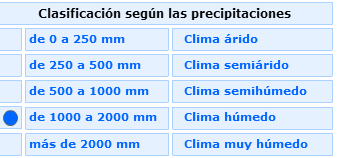 Clasificación según las precipitaciones
de 0 a 250 mm Clima árido
de 250 a 500 mm Clima semiárido
de 500 a 1000 mm Clima semihúmedo
de 1000 a 2000 mm Clima húmedo
más de 2000 mm Clima muy húmedo